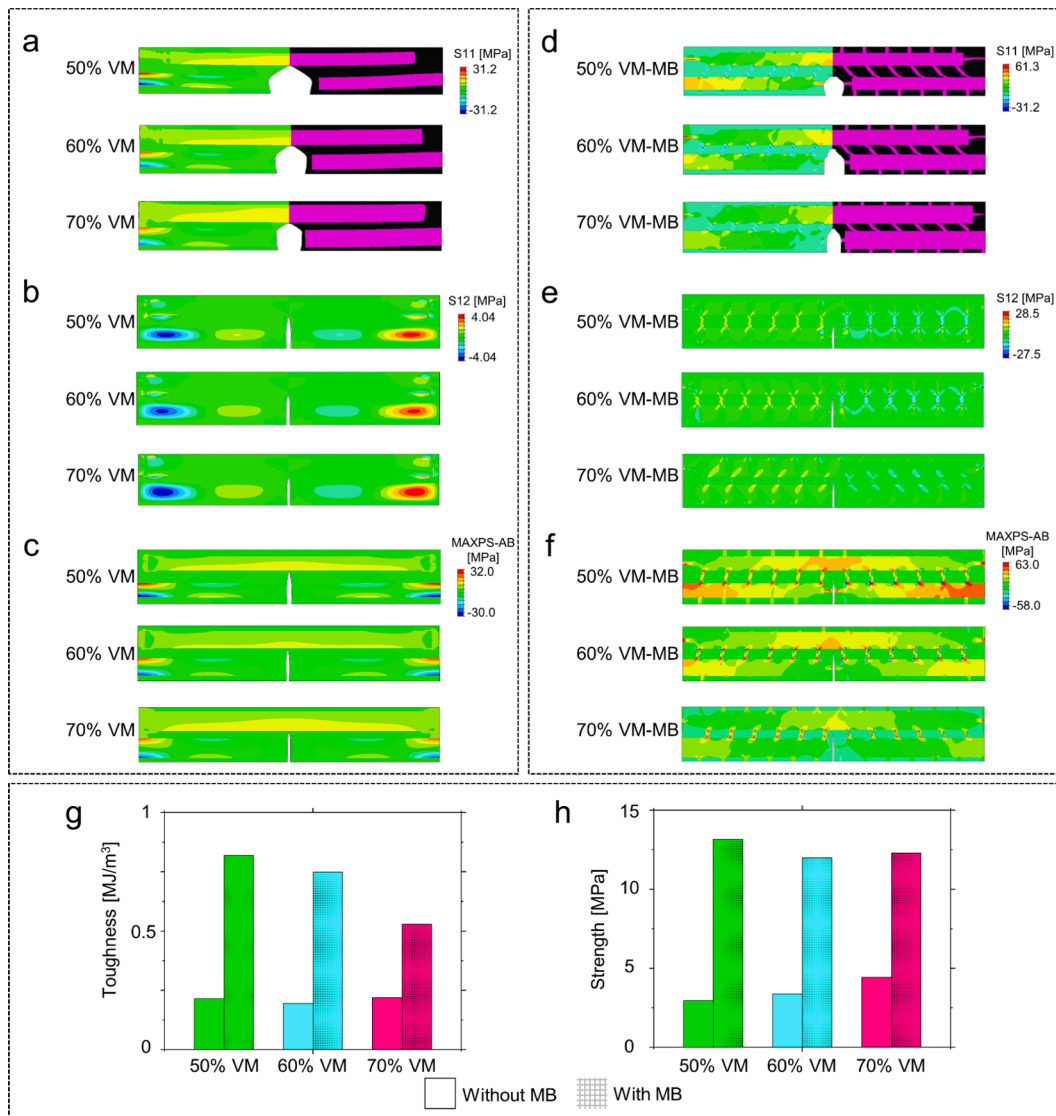 a
S11 [MPa]
50% VM
31.2
-31.2
60% VM
70% VM
b
S12 [MPa]
50% VM
4.04
-4.04
60% VM
70% VM
c
MAXPS-AB
[MPa]
50% VM
32.0
-30.0
60% VM
70% VM
d
S11 [MPa]
50% VM-MB
61.3
-31.2
60% VM-MB
70% VM-MB
e
S12 [MPa]
50% VM-MB
28.5
-27.5
60% VM-MB
70% VM-MB
f
MAXPS-AB
[MPa]
50% VM-MB
63.0
-58.0
60% VM-MB
70% VM-MB
g
Toughness [MJ/m³]
1
0.5
0
50% VM 60% VM 70% VM
h
Strength [MPa]
15
10
5
0
50% VM 60% VM 70% VM
Without MB With MB